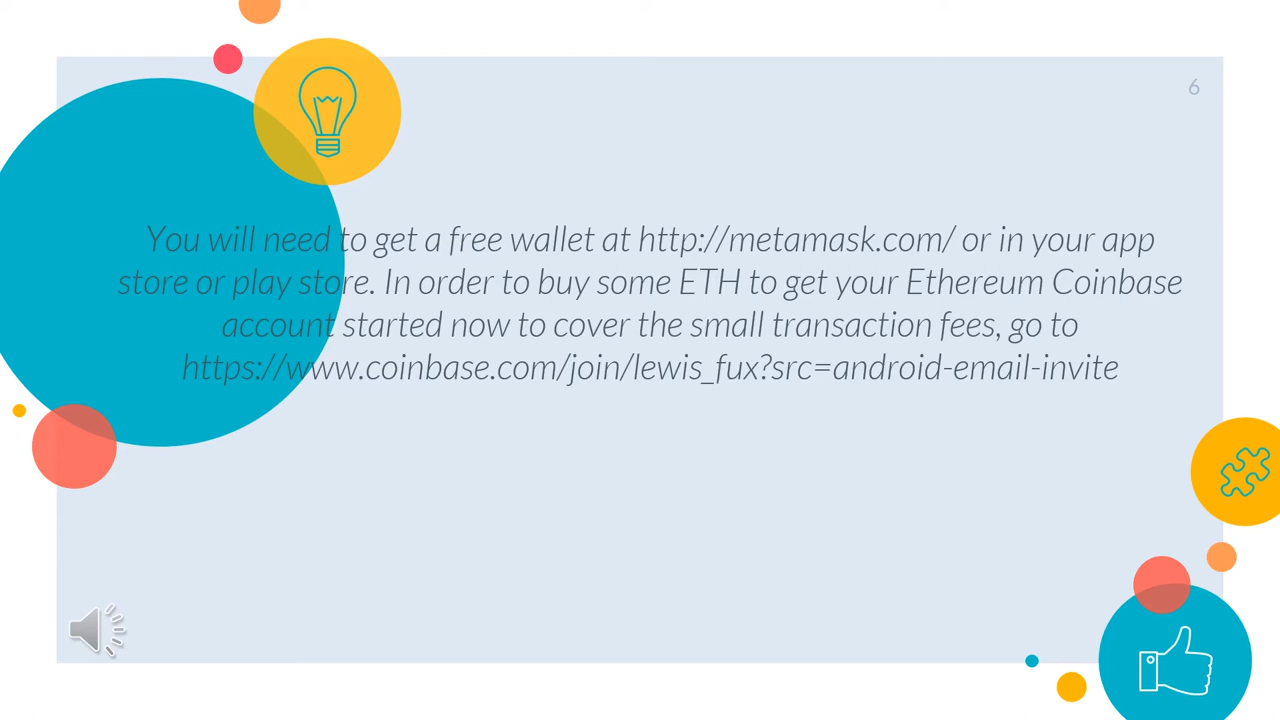 6
You will need to get a free wallet at http://metamask.com/ or in your app
store or play store. In order to buy some ETH to get your Ethereum Coinbase
account started now to cover the small transaction fees, go to
https://www.coinbase.com/join/lewis_fux?src=android-email-invite